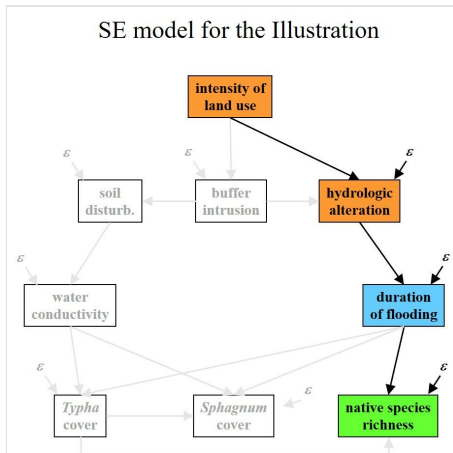 SE model for the Illustration
intensity of
land use
ε
ε
ε
soil
disturb.
buffer
intrusion
hydrologic
alteration
ε
ε
water
conductivity
duration
of flooding
ε
ε
ε
Typha
cover
Sphagnum
cover
native species
richness